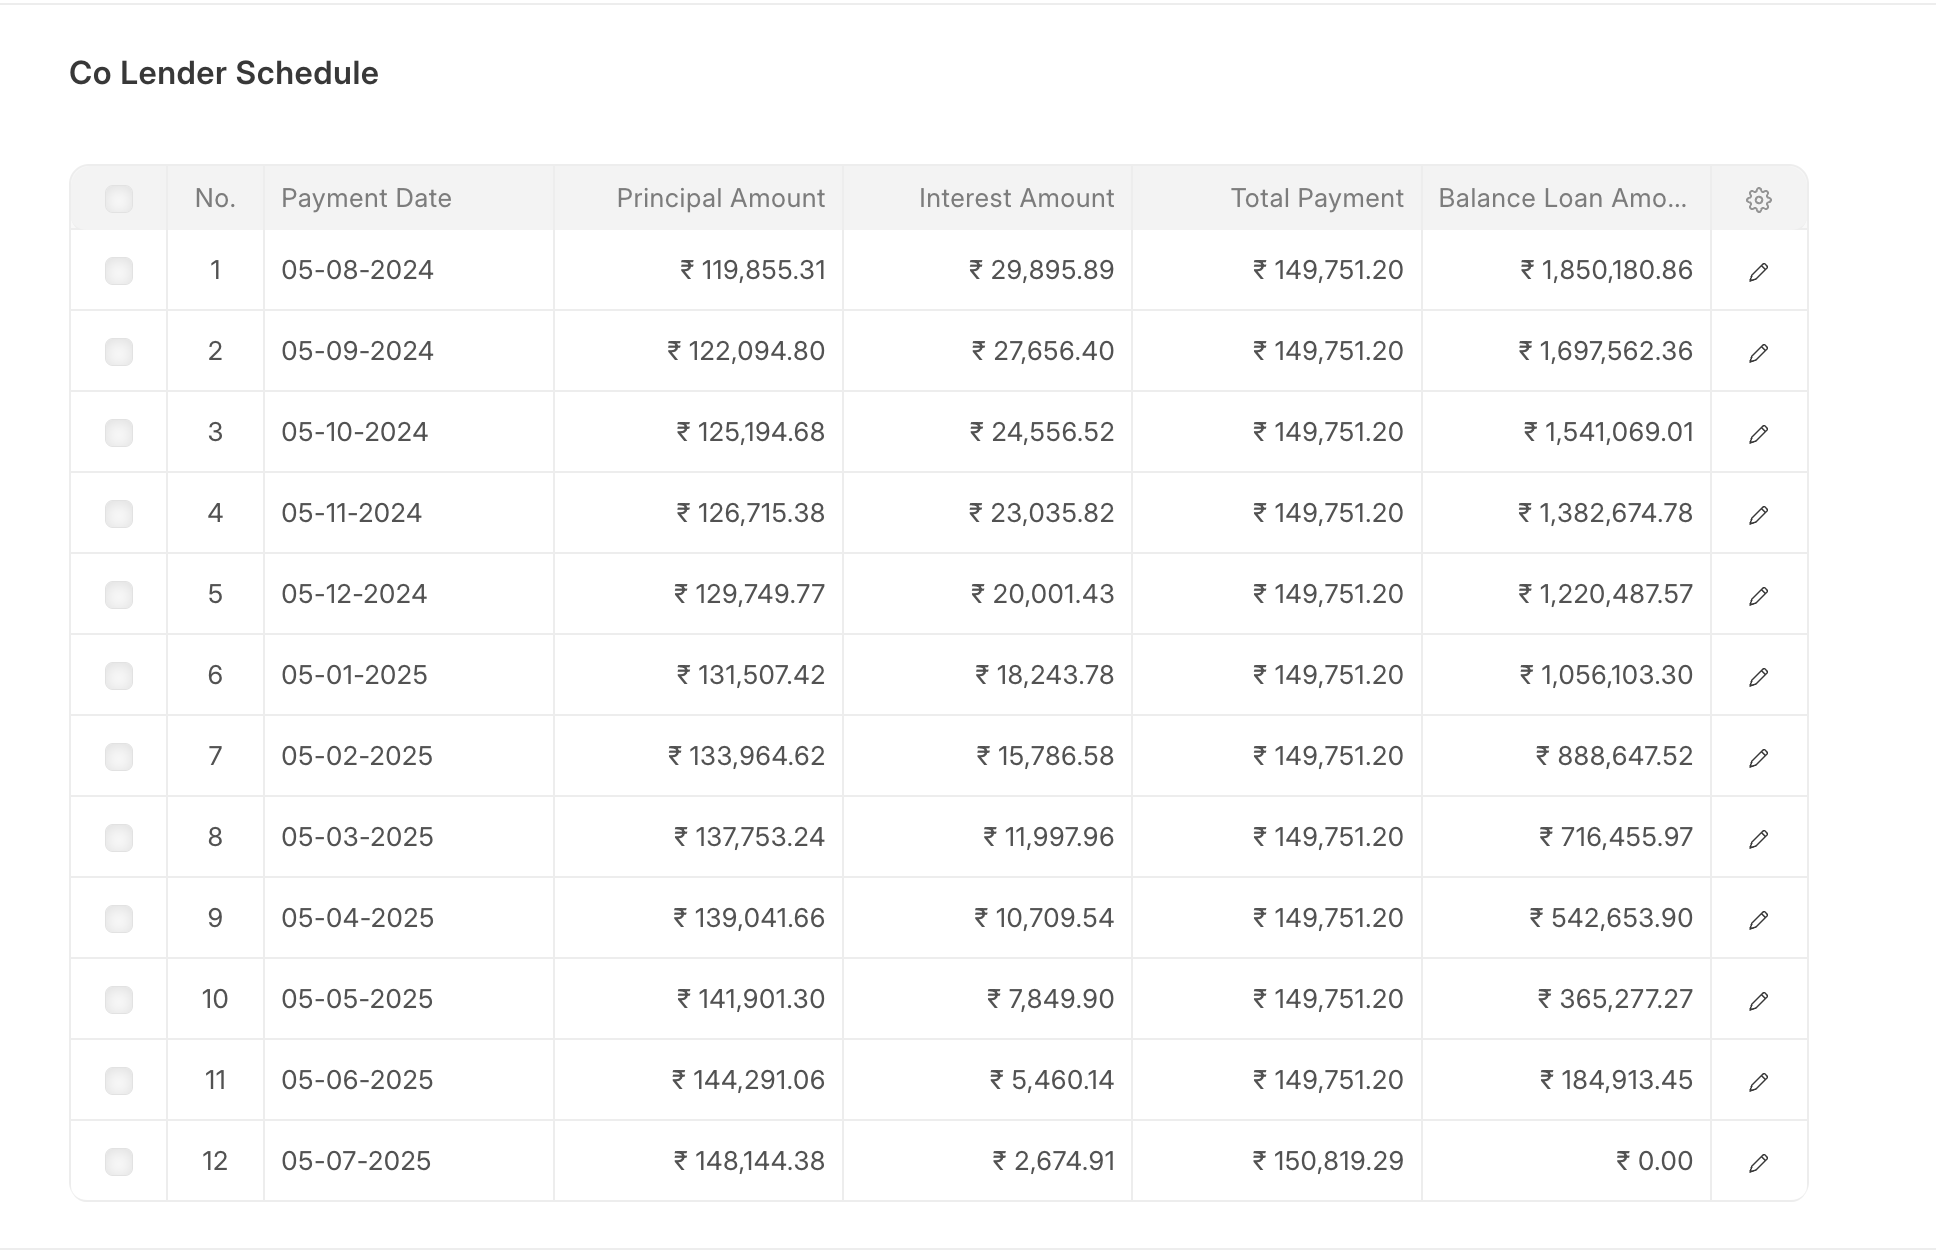 Co Lender Schedule
No. Payment Date Principal Amount Interest Amount Total Payment Balance Loan Amo...
1 05-08-2024 ₹ 119,855.31 ₹ 29,895.89 ₹ 149,751.20 ₹ 1,850,180.86
2 05-09-2024 ₹ 122,094.80 ₹ 27,656.40 ₹ 149,751.20 ₹ 1,697,562.36
3 05-10-2024 ₹ 125,194.68 ₹ 24,556.52 ₹ 149,751.20 ₹ 1,541,069.01
4 05-11-2024 ₹ 126,715.38 ₹ 23,035.82 ₹ 149,751.20 ₹ 1,382,674.78
5 05-12-2024 ₹ 129,749.77 ₹ 20,001.43 ₹ 149,751.20 ₹ 1,220,487.57
6 05-01-2025 ₹ 131,507.42 ₹ 18,243.78 ₹ 149,751.20 ₹ 1,056,103.30
7 05-02-2025 ₹ 133,964.62 ₹ 15,786.58 ₹ 149,751.20 ₹ 888,647.52
8 05-03-2025 ₹ 137,753.24 ₹ 11,997.96 ₹ 149,751.20 ₹ 716,455.97
9 05-04-2025 ₹ 139,041.66 ₹ 10,709.54 ₹ 149,751.20 ₹ 542,653.90
10 05-05-2025 ₹ 141,901.30 ₹ 7,849.90 ₹ 149,751.20 ₹ 365,277.27
11 05-06-2025 ₹ 144,291.06 ₹ 5,460.14 ₹ 149,751.20 ₹ 184,913.45
12 05-07-2025 ₹ 148,144.38 ₹ 2,674.91 ₹ 150,819.29 ₹ 0.00